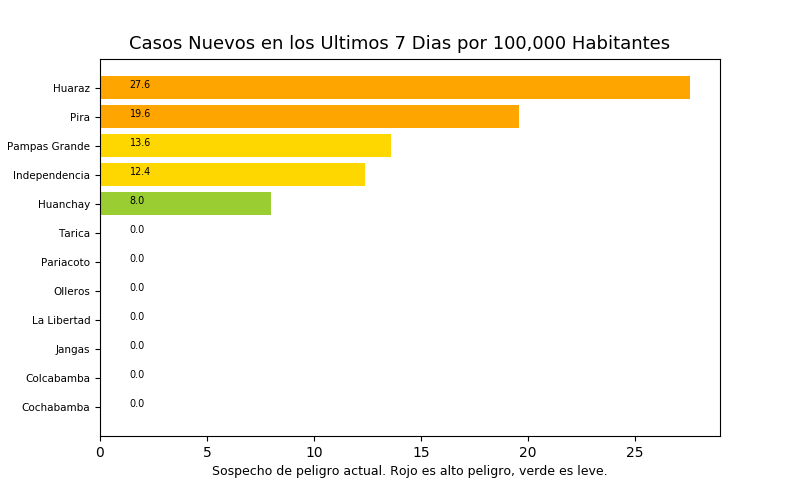 Casos Nuevos en los Ultimos 7 Dias por 100,000 Habitantes
Huaraz 27.6
Pira 19.6
Pampas Grande 13.6
Independencia 12.4
Huanchay 8.0
Tarica 0.0
Pariacoto 0.0
Olleros 0.0
La Libertad 0.0
Jangas 0.0
Colcabamba 0.0
Cochabamba 0.0
0 5 10 15 20 25
Sospecho de peligro actual. Rojo es alto peligro, verde es leve.